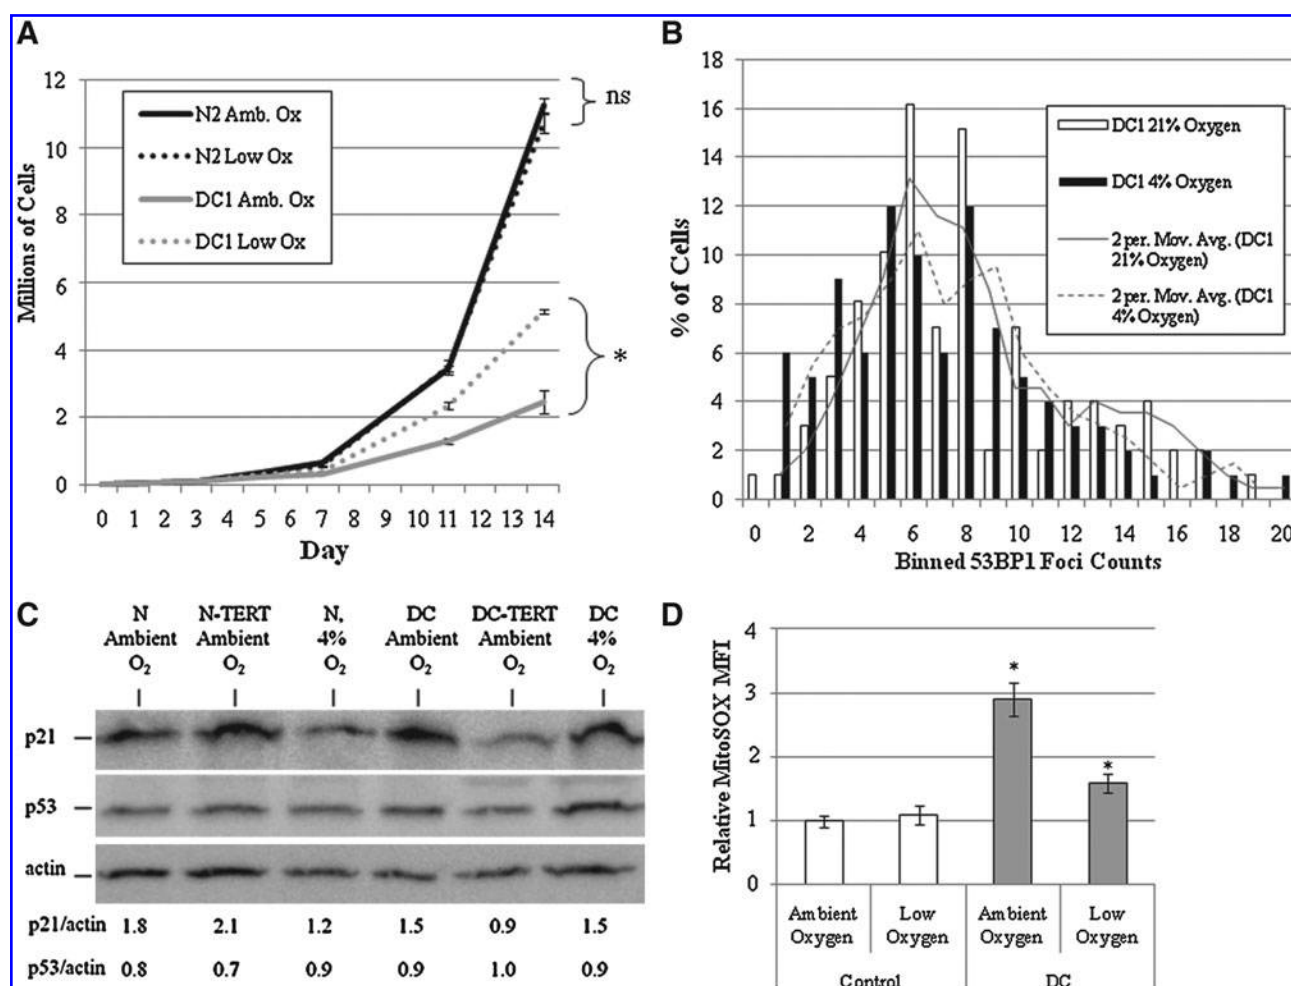 A
12
10
8
6
4
2
0
Millions of Cells
N2 Amb. Ox
N2 Low Ox
DC1 Amb. Ox
DC1 Low Ox
ns
*
0 1 2 3 6 7 8 9 10 11 12 13 14
Day
B
18
16
14
12
10
8
6
4
2
0
% of Cells
DC1 21% Oxygen
DC1 4% Oxygen
2 per. Mov. Avg. (DC1
21% Oxygen)
2 per. Mov. Avg. (DC1
4% Oxygen)
0 2 4 6 8 10 12 14 16 18 20
Binned 53BP1 Foci Counts
C
N N-TERT N, DC DC-TERT DC
Ambient Ambient 4% Ambient Ambient 4%
O2 O2 O2 O2 O2 O2
p21
p53
actin
p21/actin 1.8 2.1 1.2 1.5 0.9 1.5
p53/actin 0.8 0.7 0.9 0.9 1.0 0.9
D
4
3
2
1
0
Relative MitoSOX MFI
*
*
Ambient Low Ambient Low
Oxygen Oxygen Oxygen Oxygen
Control DC